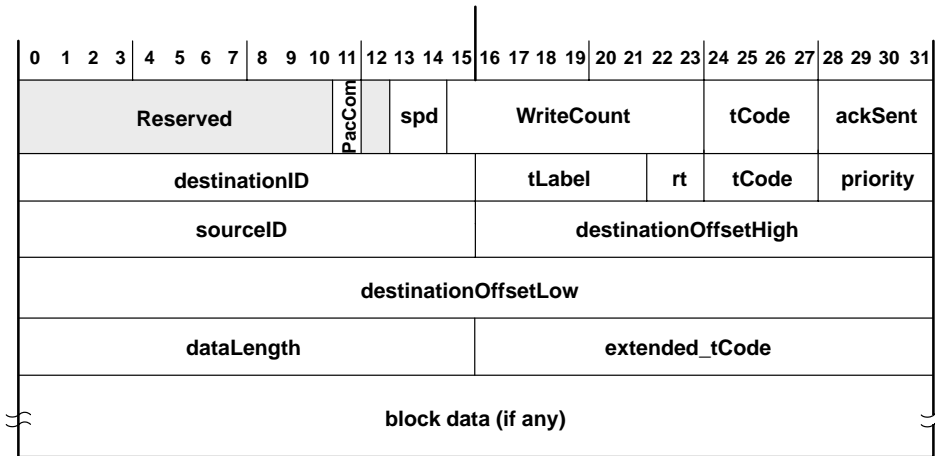 0 1 2 3 4 5 6 7 8 9 10 11 12 13 14 15 16 17 18 19 20 21 22 23 24 25 26 27 28 29 30 31
Reserved PacCom spd WriteCount tCode ackSent
destinationID tLabel rt tCode priority
sourceID destinationOffsetHigh
destinationOffsetLow
dataLength extended_tCode
block data (if any)